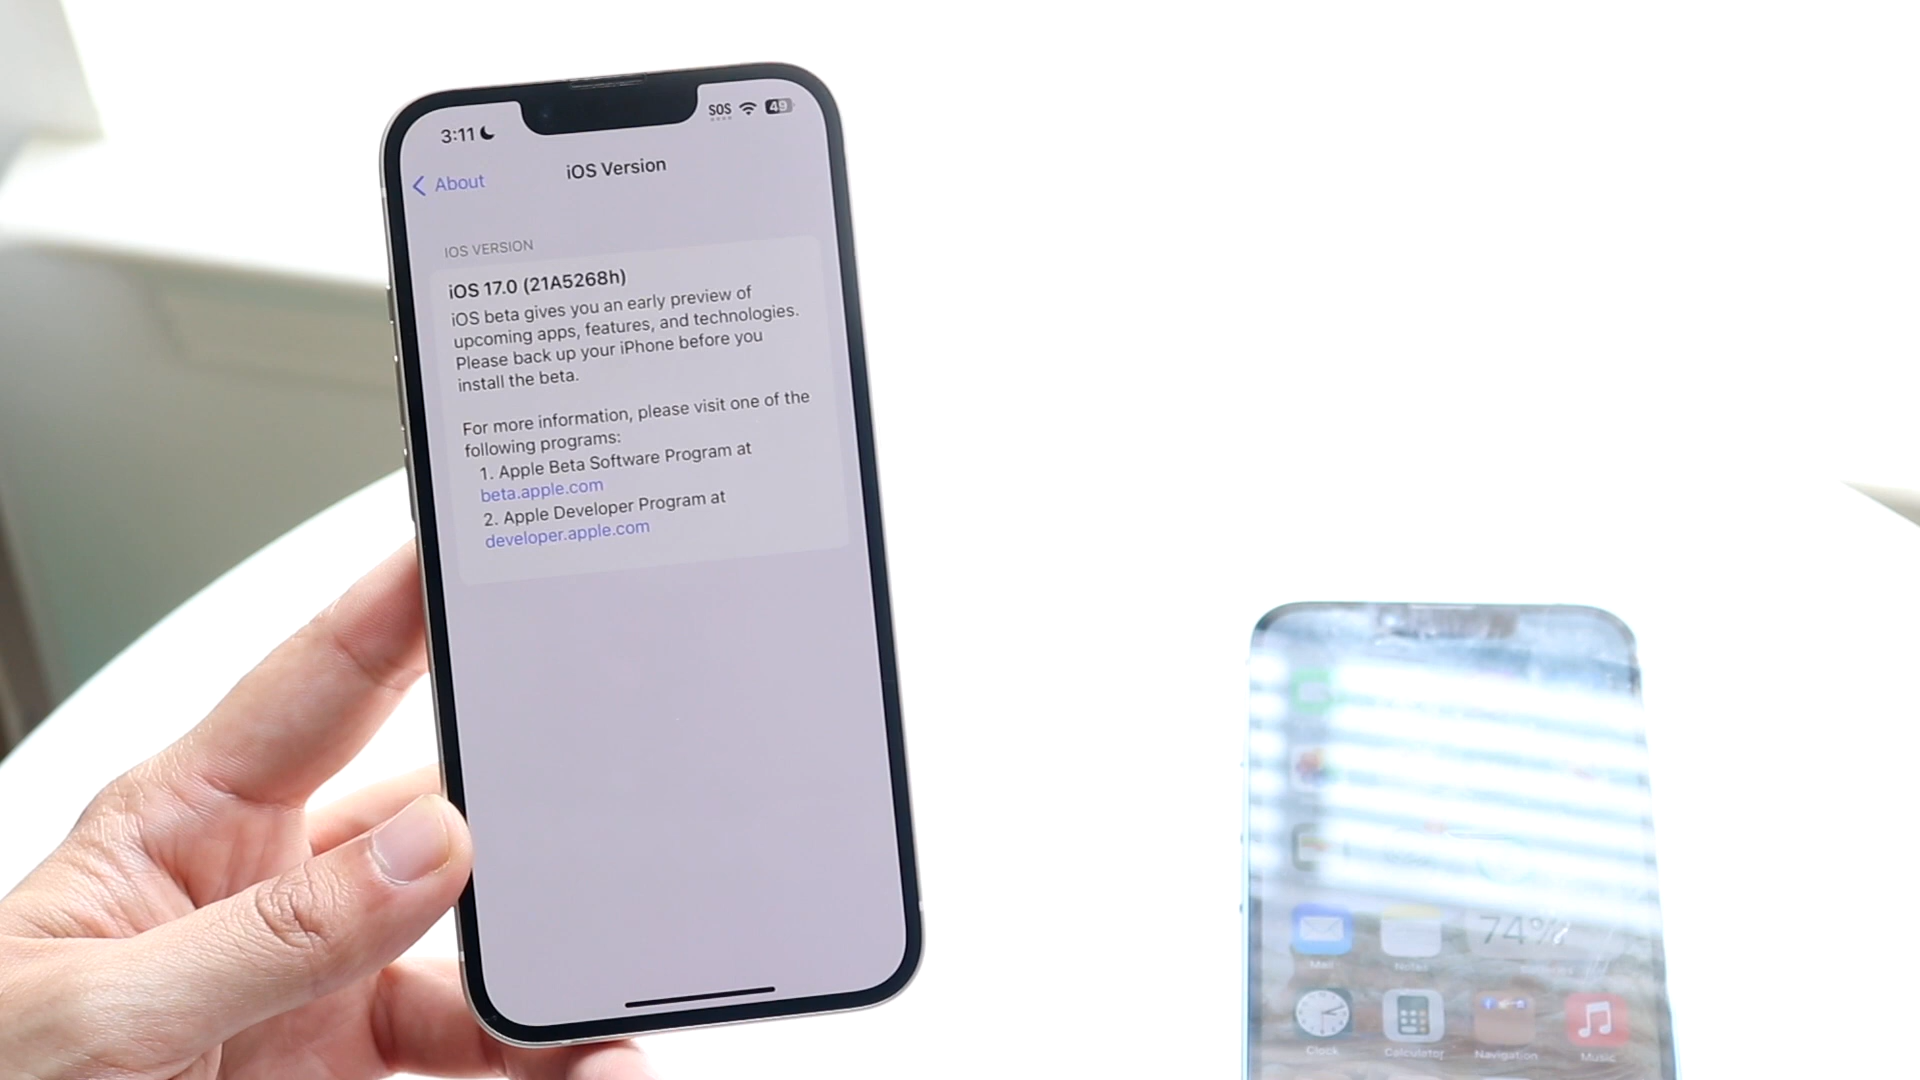 3:11
SOS
49
About
iOS Version
IOS VERSION
iOS 17.0 (21A5268h)
iOS beta gives you an early preview of
upcoming apps, features, and technologies.
Please back up your iPhone before you
install the beta.
For more information, please visit one of the
following programs:
1. Apple Beta Software Program at
beta.apple.com
2. Apple Developer Program at
developer.apple.com
74%
Mail
Notes
Batteries
Clock
Calculator
Navigation
Music